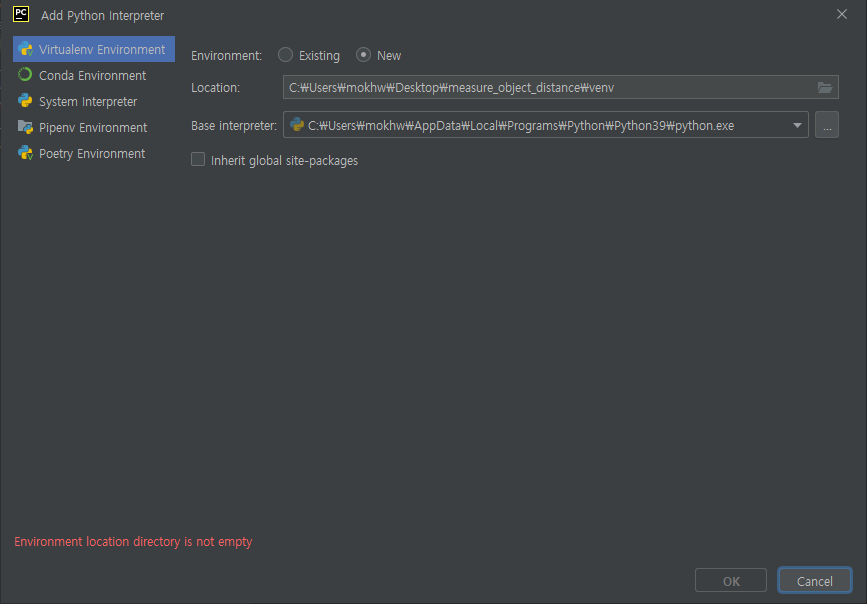 PC Add Python Interpreter
Virtualenv Environment
Conda Environment
System Interpreter
Pipenv Environment
Poetry Environment
Environment: Existing New
Location: C:₩Users₩mokhw₩Desktop₩measure_object_distance₩venv
Base interpreter: C:₩Users₩mokhw₩AppData₩Local₩Programs₩Python₩Python39₩python.exe ...
Inherit global site-packages
Environment location directory is not empty
OK Cancel